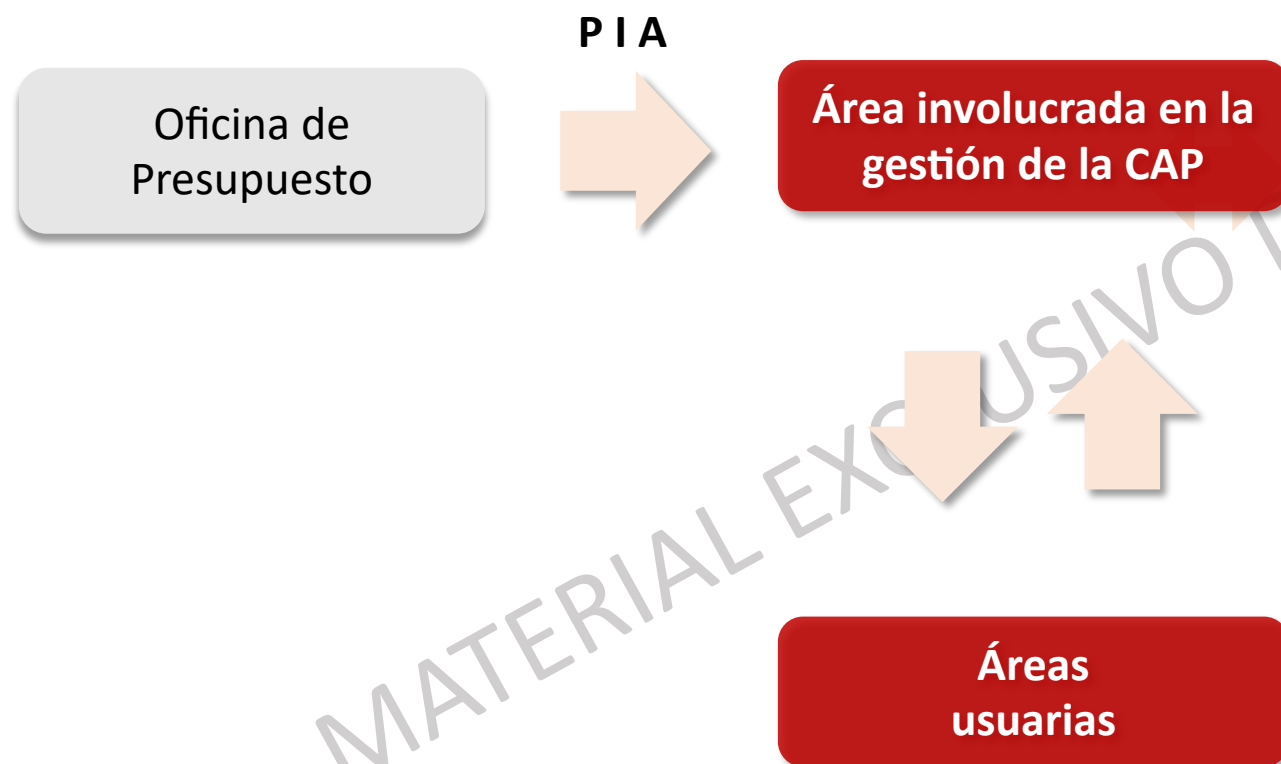 P I A
Oficina de
Presupuesto
Área involucrada en la
gestión de la CAP
MATERIAL EXCLUSIVO
Áreas
usuarias